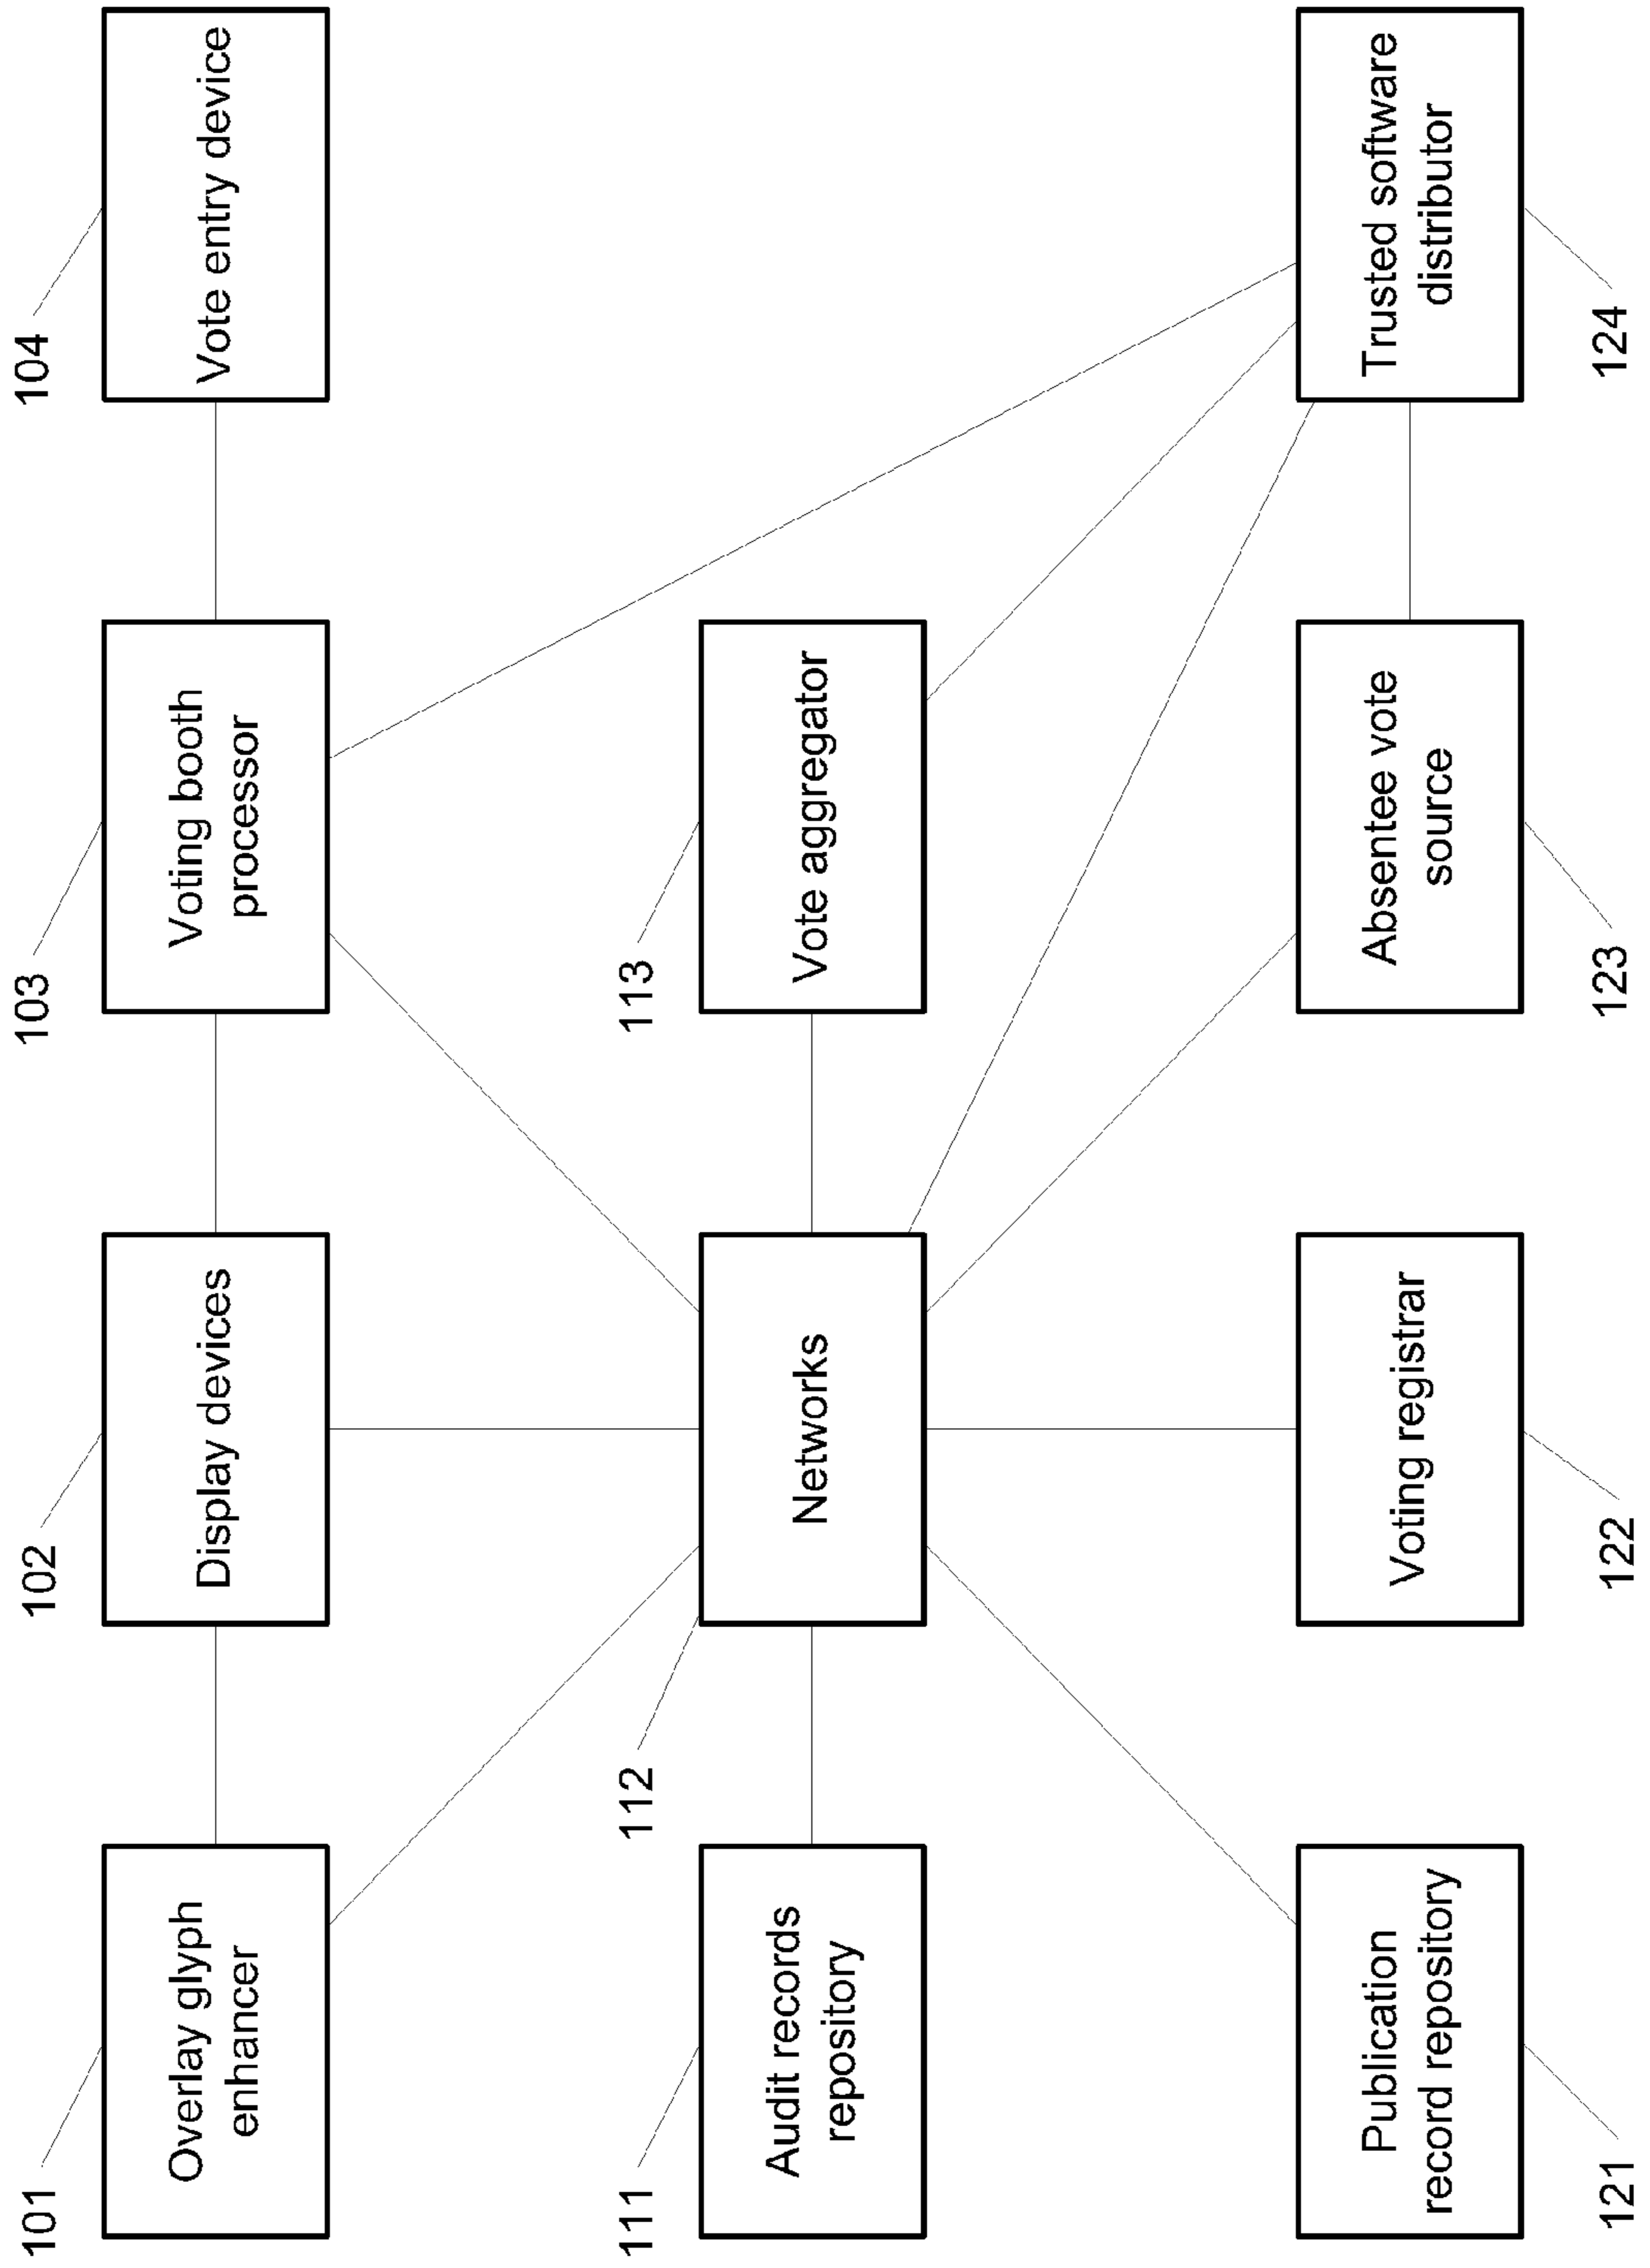 101
Overlay glyph
enhancer
102
Display devices
103
Voting booth
processor
104
Vote entry device
111
Audit records
repository
112
Networks
113
Vote aggregator
121
Publication
record repository
122
Voting registrar
123
Absentee vote
source
124
Trusted software
distributor